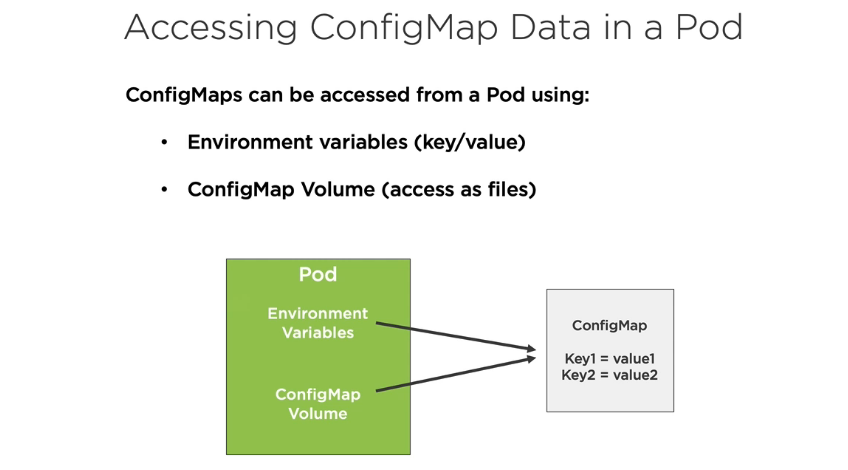 Accessing ConfigMap Data in a Pod
ConfigMaps can be accessed from a Pod using:
• Environment variables (key/value)
• ConfigMap Volume (access as files)
Pod
Environment
Variables
ConfigMap
Volume
ConfigMap
Key1 = value1
Key2 = value2